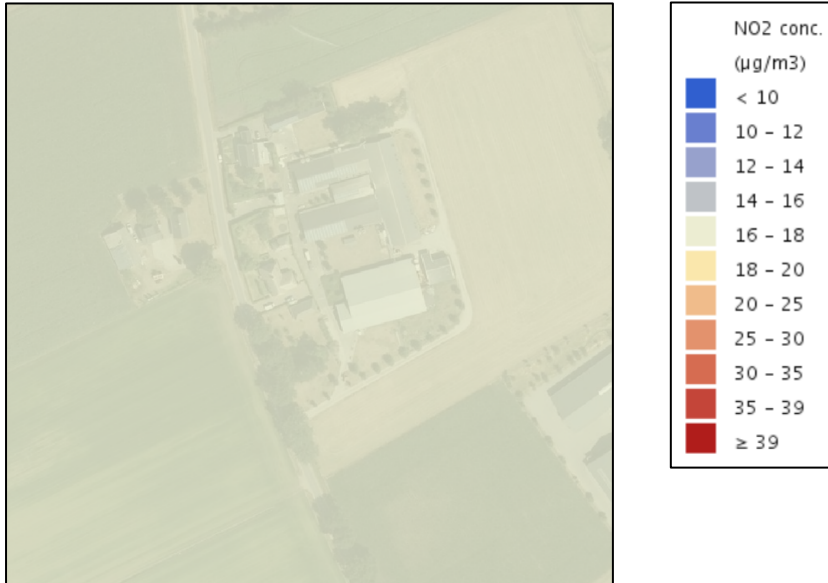 NO2 conc.
(µg/m3)
< 10
10 – 12
12 – 14
14 – 16
16 – 18
18 – 20
20 – 25
25 – 30
30 – 35
35 – 39
≥ 39